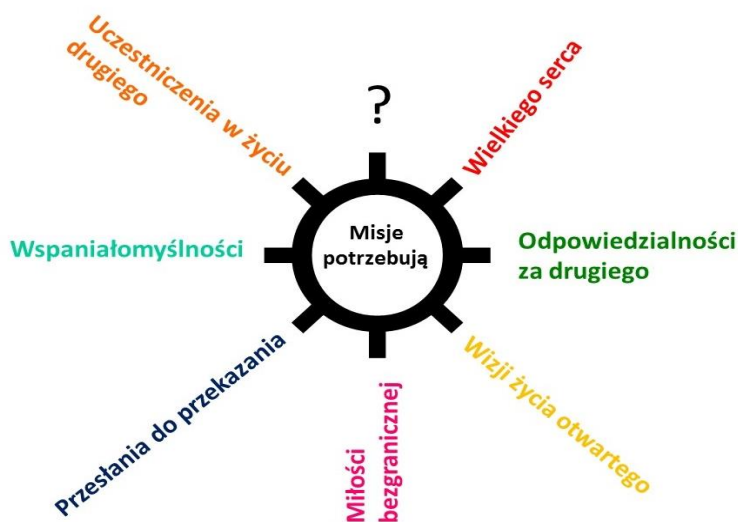 Uczestniczenia w życiu
drugiego
?
Wielkiego serca
Wspaniałomyślności
Misje
potrzebują
Odpowiedzialności
za drugiego
Przesłania do przekazania
Miłości
bezgranicznej
Wizji życia otwartego